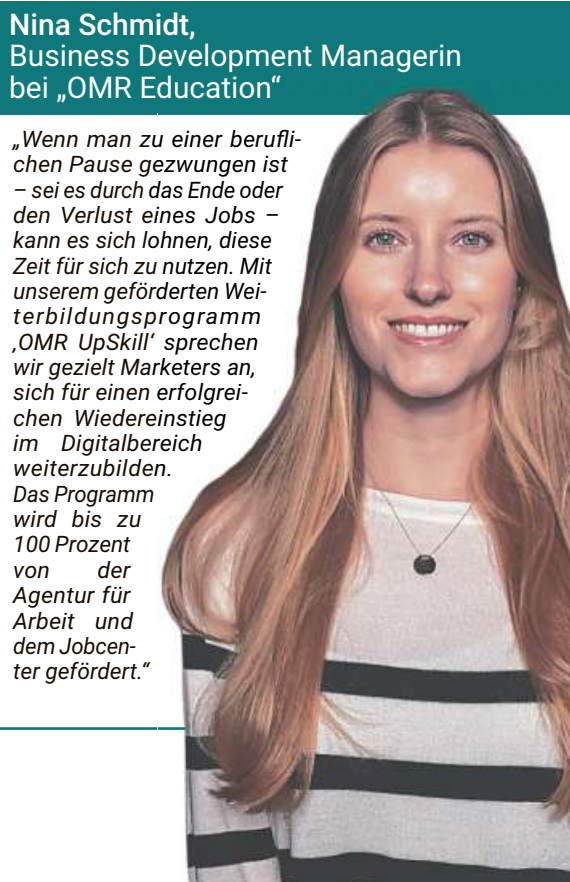 Nina Schmidt,
Business Development Managerin
bei „OMR Education“
„Wenn man zu einer berufli-
chen Pause gezwungen ist
– sei es durch das Ende oder
den Verlust eines Jobs –
kann es sich lohnen, diese
Zeit für sich zu nutzen. Mit
unserem geförderten Wei-
terbildungsprogramm
‚OMR UpSkill‘ sprechen
wir gezielt Marketers an,
sich für einen erfolgrei-
chen Wiedereinstieg
im Digitalbereich
weiterzubilden.
Das Programm
wird bis zu
100 Prozent
von der
Agentur für
Arbeit und
dem Jobcen-
ter gefördert.“